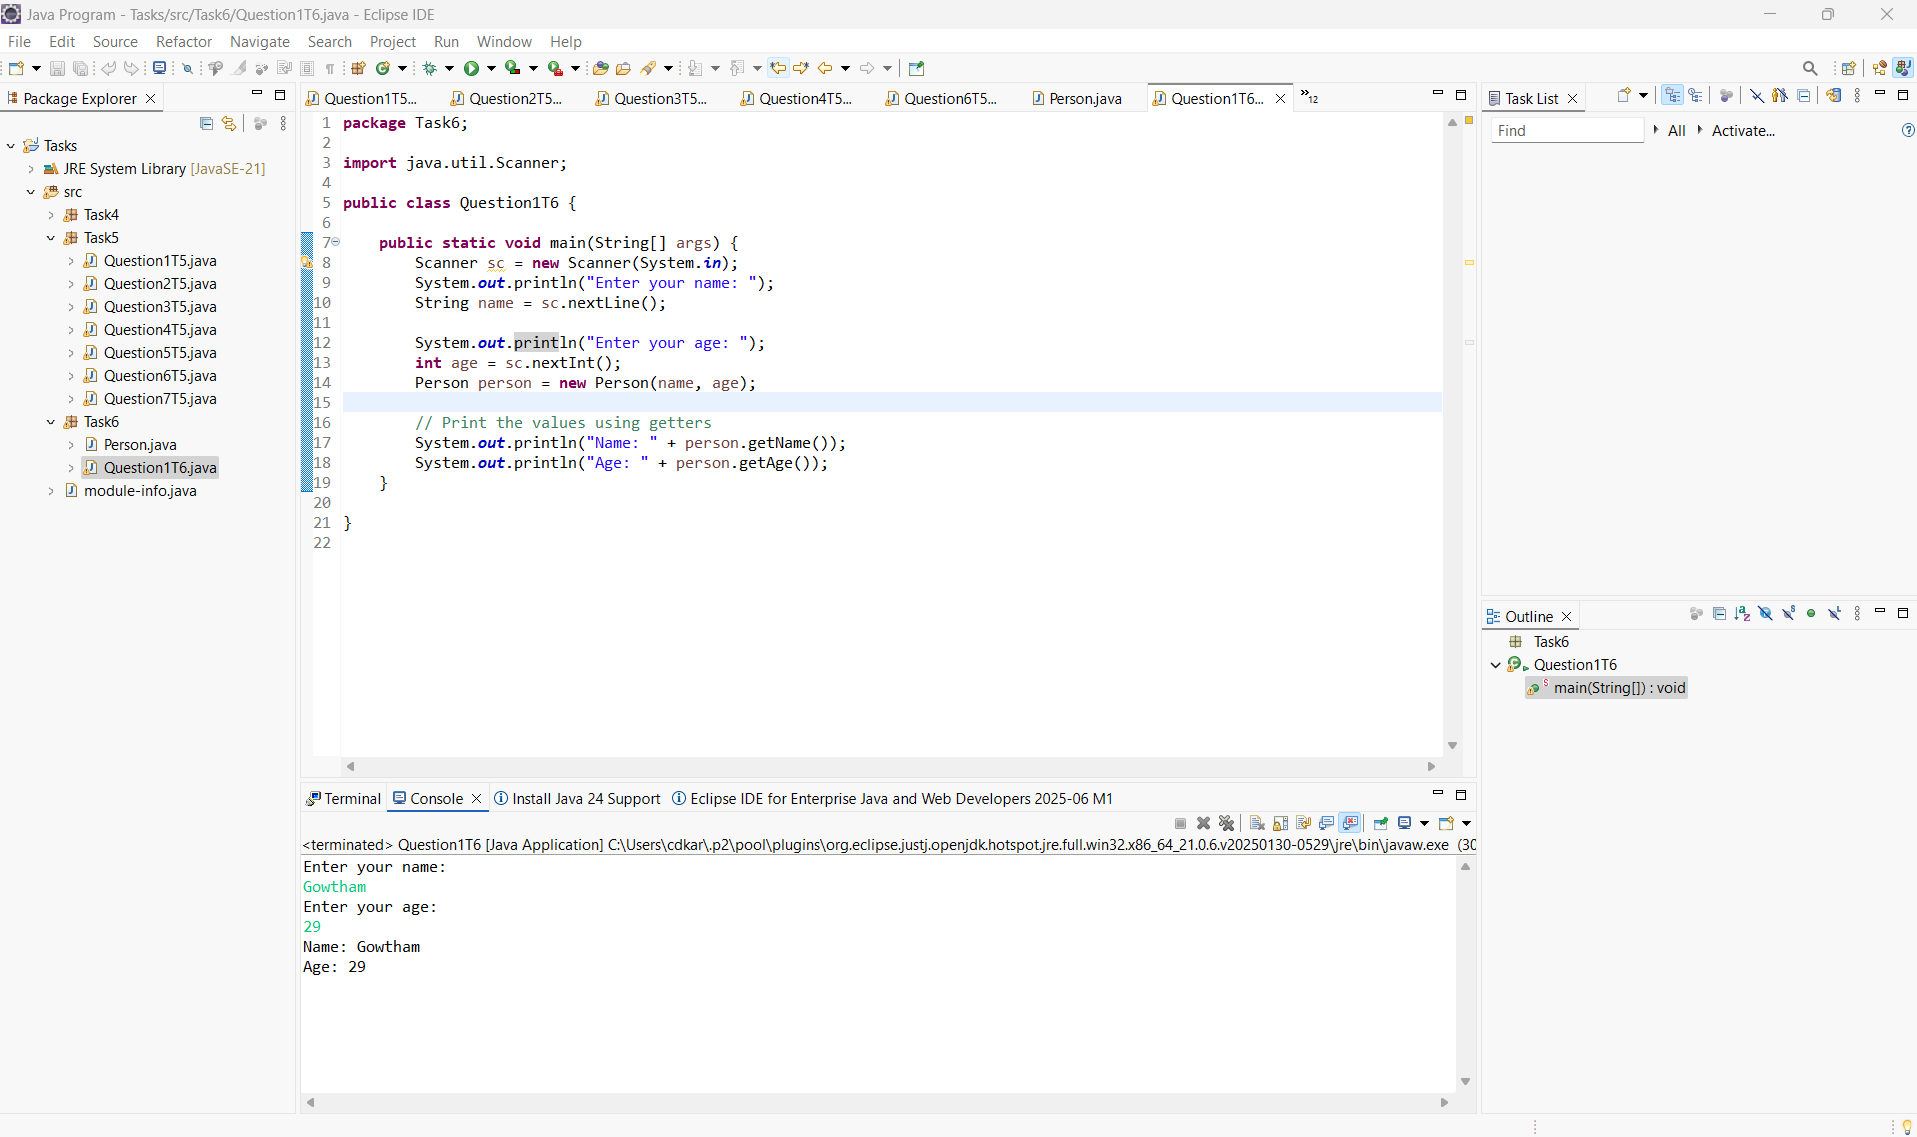 Java Program - Tasks/src/Task6/Question1T6.java - Eclipse IDE
File Edit Source Refactor Navigate Search Project Run Window Help
Package Explorer
Tasks
JRE System Library [JavaSE-21]
src
Task4
Task5
Question1T5.java
Question2T5.java
Question3T5.java
Question4T5.java
Question5T5.java
Question6T5.java
Question7T5.java
Task6
Person.java
Question1T6.java
module-info.java
Question1T5... Question2T5... Question3T5... Question4T5... Question6T5... Person.java Question1T6... »12
1 package Task6;
2
3 import java.util.Scanner;
4
5 public class Question1T6 {
6
7 public static void main(String[] args) {
8 Scanner sc = new Scanner(System.in);
9 System.out.println("Enter your name: ");
10 String name = sc.nextLine();
11
12 System.out.println("Enter your age: ");
13 int age = sc.nextInt();
14 Person person = new Person(name, age);
15
16 // Print the values using getters
17 System.out.println("Name: " + person.getName());
18 System.out.println("Age: " + person.getAge());
19 }
20
21 }
22
Terminal Console Install Java 24 Support Eclipse IDE for Enterprise Java and Web Developers 2025-06 M1
<terminated> Question1T6 [Java Application] C:\Users\cdkar\.p2\pool\plugins\org.eclipse.justj.openjdk.hotspot.jre.full.win32.x86_64_21.0.6.v20250130-0529\jre\bin\javaw.exe (30
Enter your name:
Gowtham
Enter your age:
29
Name: Gowtham
Age: 29
Task List
Find All Activate...
Outline
Task6
Question1T6
main(String[]) : void